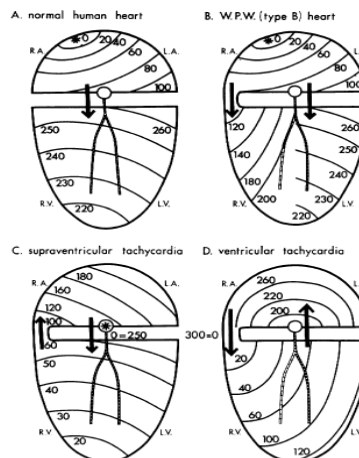 A. normal human heart
B. W.P.W. (type B) heart
0 20 40 60 80 100
R.A. L.A.
250 260
240
230
220
R.V. L.V.
0 20 40 60 80 100
R.A. L.A.
120 260
140 250
180 240
200 230
220
R.V. L.V.
C. supraventricular tachycardia
D. ventricular tachycardia
180
R.A. L.A.
160
120
100
0=250
60
50
40
30
20
R.V. L.V.
260
R.A. L.A.
220
200
300=0
20
40
60
100
120
R.V. L.V.